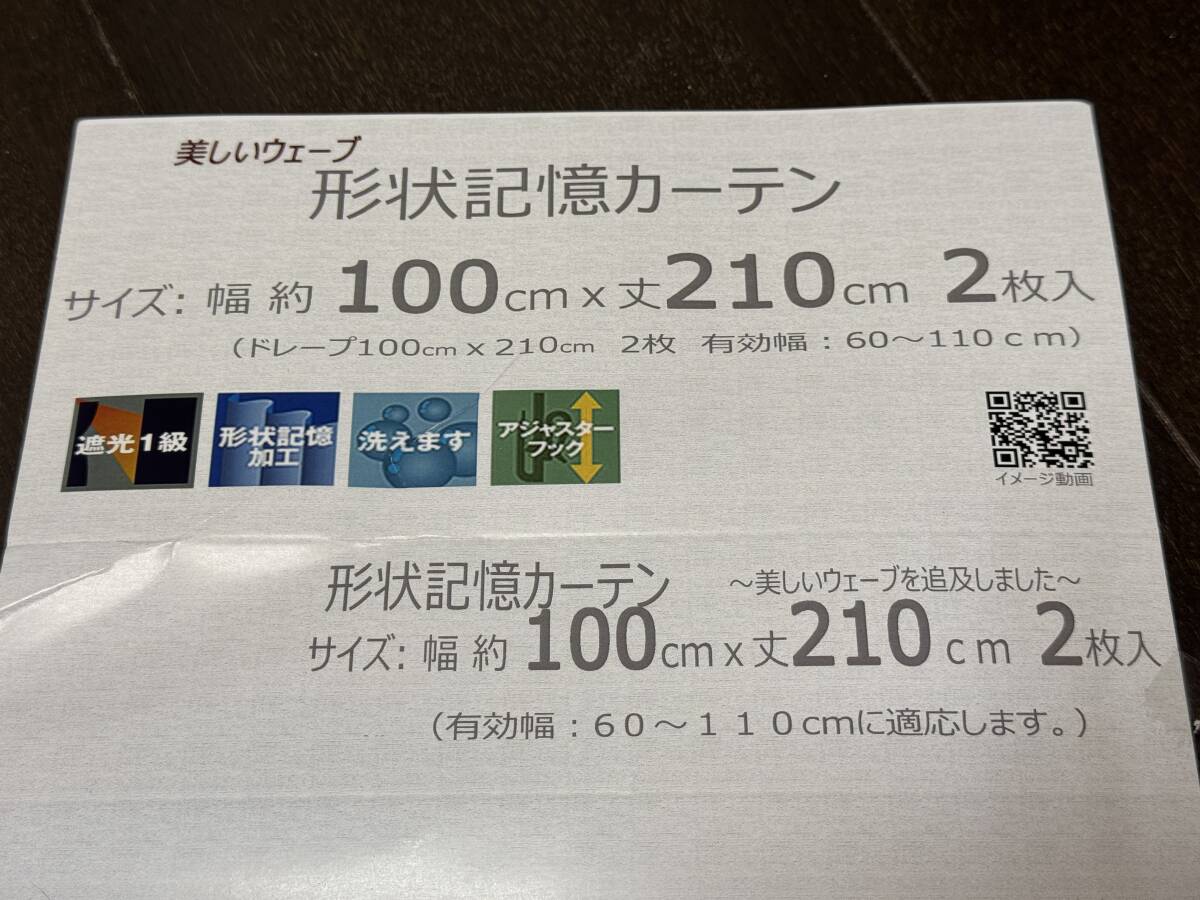 美しいウェーブ
形状記憶カーテン
サイズ: 幅 約 100cm x 丈210cm 2枚入
（ドレープ100cm x 210cm 2枚 有効幅：60～110ｃｍ）
遮光1級
形状記憶
加工
洗えます
アジャスター
フック
イメージ動画
形状記憶カーテン ～美しいウェーブを追及しました～
サイズ: 幅 約 100cm x 丈210ｃｍ 2枚入
（有効幅：６０～１１０cmに適応します。）